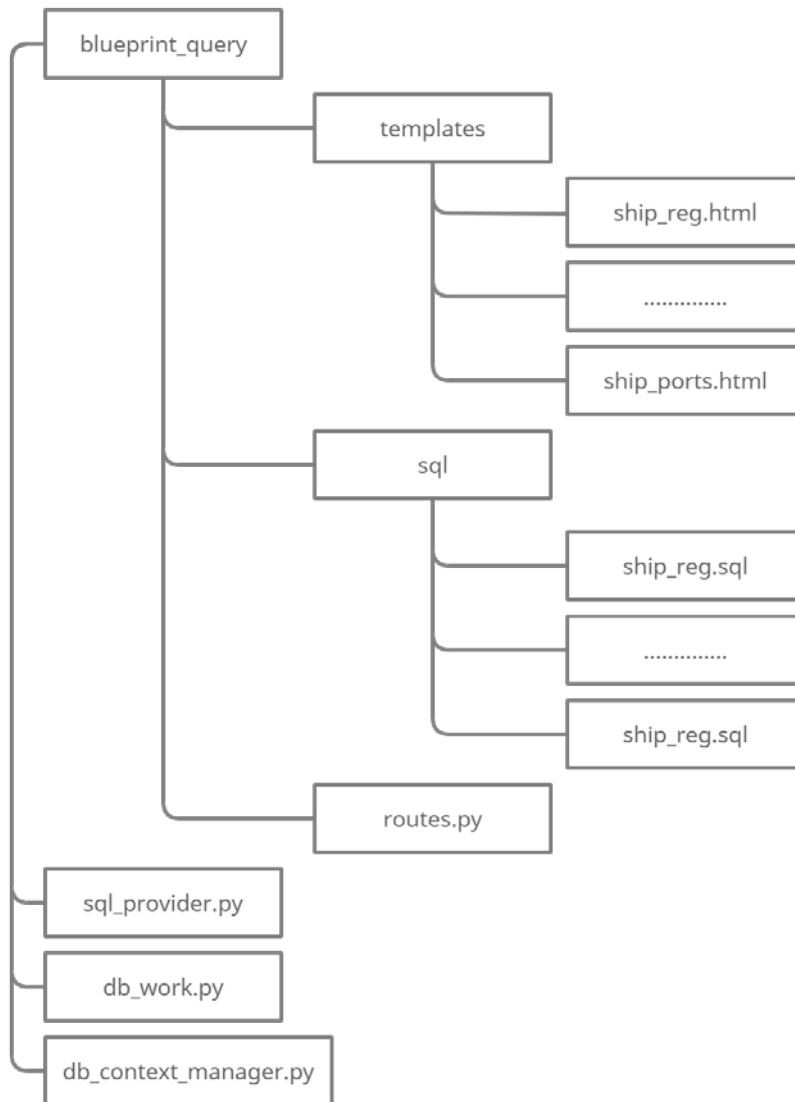 blueprint_query
templates
ship_reg.html
..............
ship_ports.html
sql
ship_reg.sql
..............
ship_reg.sql
routes.py
sql_provider.py
db_work.py
db_context_manager.py